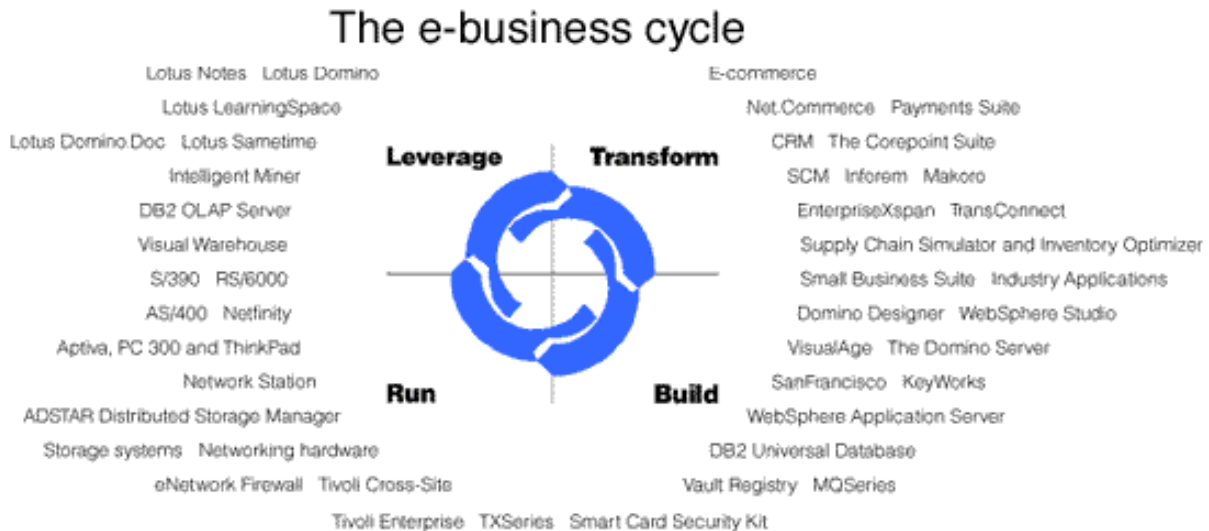 The e-business cycle
Lotus Notes Lotus Domino
Lotus LearningSpace
Lotus Domino.Doc Lotus Sametime
Intelligent Miner
DB2 OLAP Server
Visual Warehouse
S/390 RS/6000
AS/400 Netfinity
Aptiva, PC 300 and ThinkPad
Network Station
ADSTAR Distributed Storage Manager
Storage systems Networking hardware
eNetwork Firewall Tivoli Cross-Site
Tivoli Enterprise TXSeries Smart Card Security Kit
Leverage Transform
Run Build
E-commerce
Net.Commerce Payments Suite
CRM The Corepoint Suite
SCM Inforem Makoro
EnterpriseXspan TransConnect
Supply Chain Simulator and Inventory Optimizer
Small Business Suite Industry Applications
Domino Designer WebSphere Studio
VisualAge The Domino Server
SanFrancisco KeyWorks
WebSphere Application Server
DB2 Universal Database
Vault Registry MQSeries